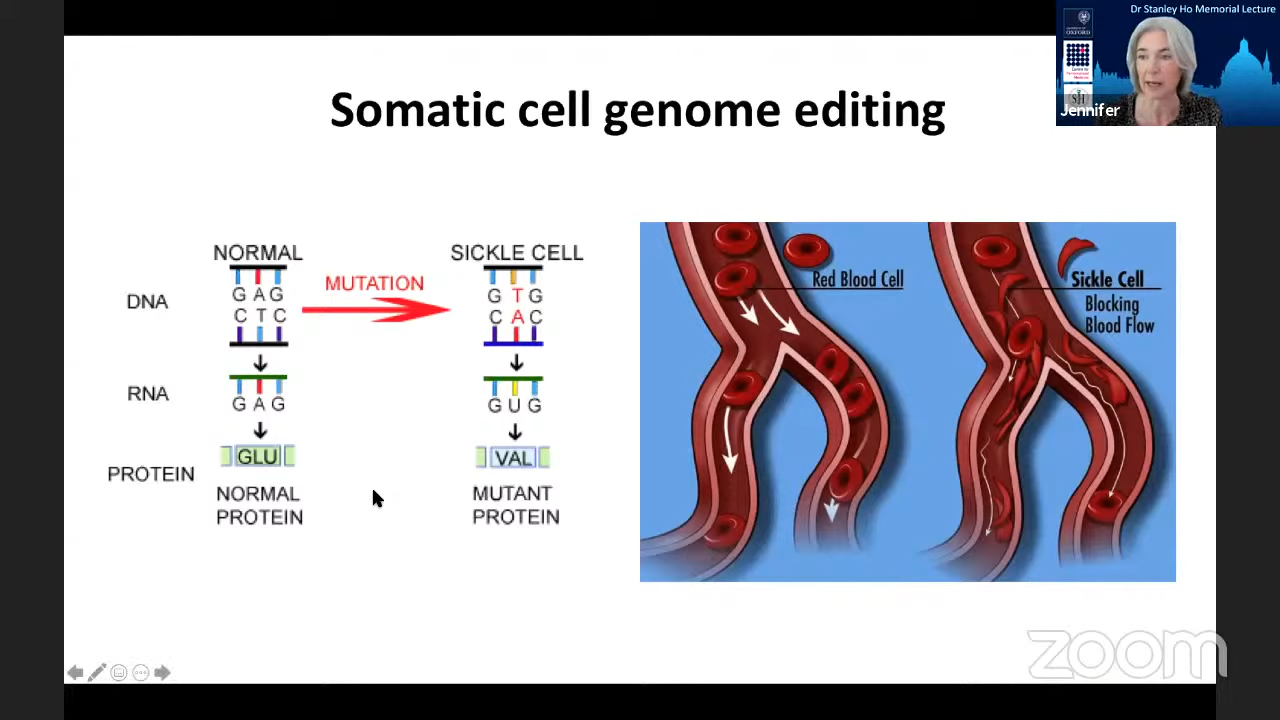 Dr Stanley Ho Memorial Lecture
OXFORD
Jennifer
Somatic cell genome editing
NORMAL
SICKLE CELL
MUTATION
DNA
G A G
C T C
G T G
C A C
RNA
G A G
G U G
PROTEIN
GLU
VAL
NORMAL
PROTEIN
MUTANT
PROTEIN
Red Blood Cell
Sickle Cell
Blocking
Blood Flow
zoom